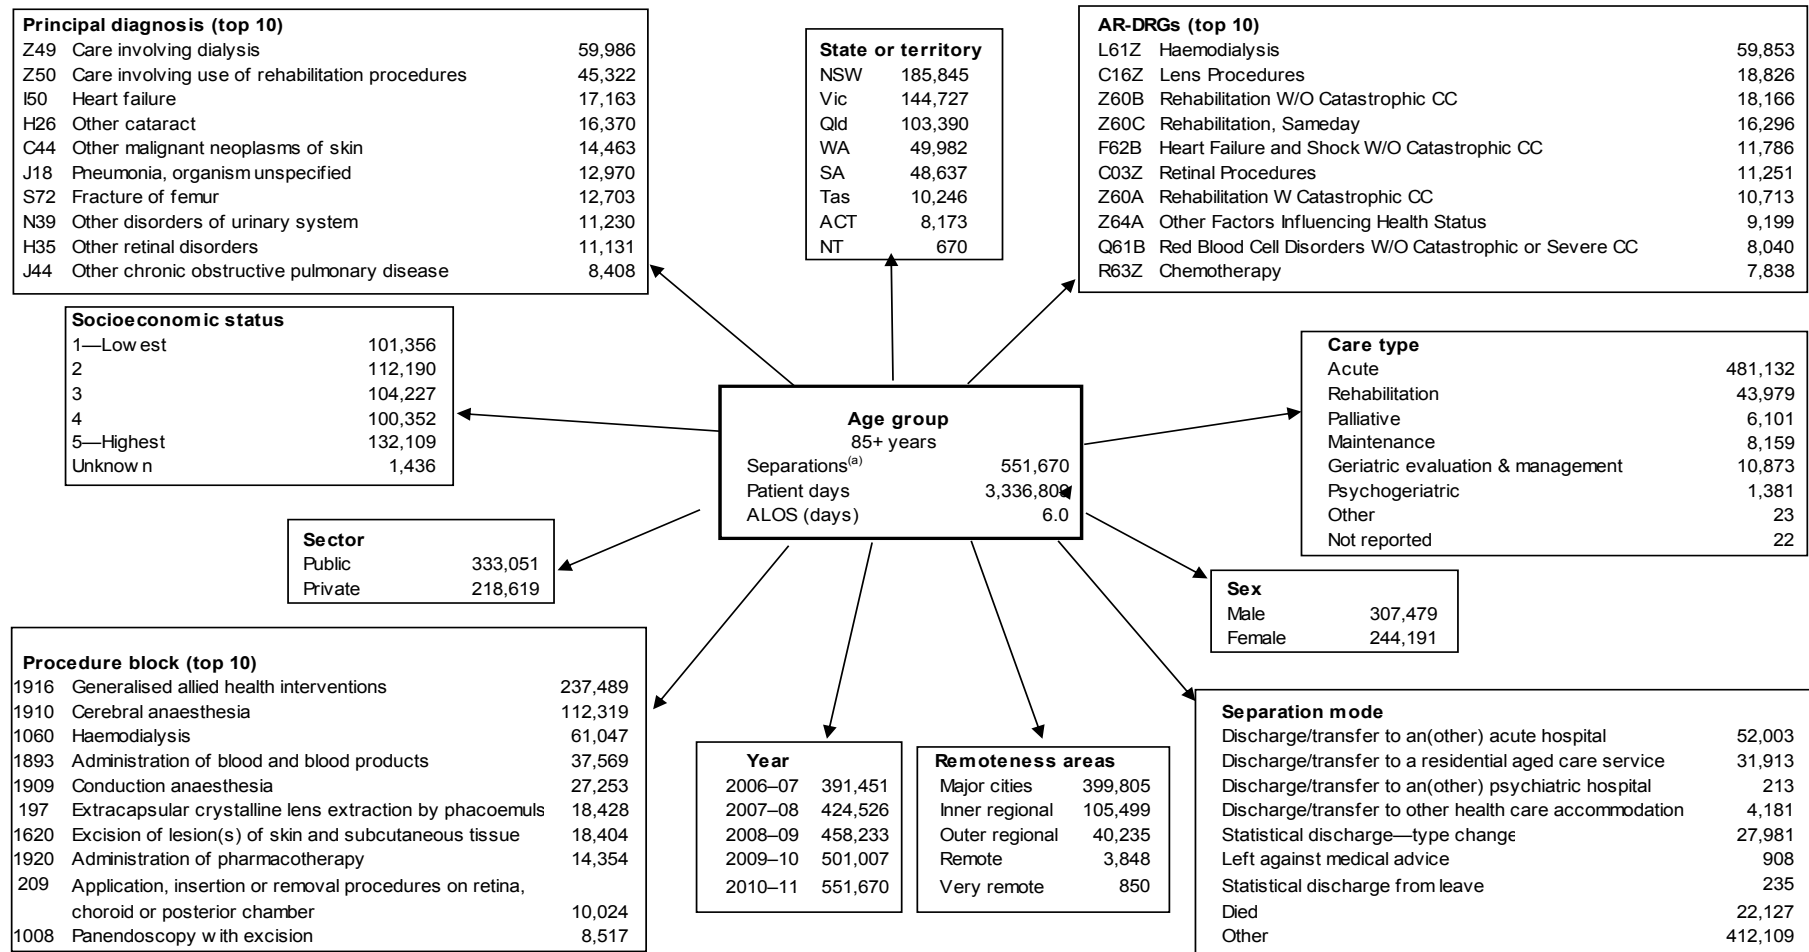 Principal diagnosis (top 10)
Z49 Care involving dialysis 59,986
Z50 Care involving use of rehabilitation procedures 45,322
I50 Heart failure 17,163
H26 Other cataract 16,370
C44 Other malignant neoplasms of skin 14,463
J18 Pneumonia, organism unspecified 12,970
S72 Fracture of femur 12,703
N39 Other disorders of urinary system 11,230
H35 Other retinal disorders 11,131
J44 Other chronic obstructive pulmonary disease 8,408
State or territory
NSW 185,845
Vic 144,727
Qld 103,390
WA 49,982
SA 48,637
Tas 10,246
ACT 8,173
NT 670
AR-DRGs (top 10)
L61Z Haemodialysis 59,853
C16Z Lens Procedures 18,826
Z60B Rehabilitation W/O Catastrophic CC 18,166
Z60C Rehabilitation, Sameday 16,296
F62B Heart Failure and Shock W/O Catastrophic CC 11,786
C03Z Retinal Procedures 11,251
Z60A Rehabilitation W Catastrophic CC 10,713
Z64A Other Factors Influencing Health Status 9,199
Q61B Red Blood Cell Disorders W/O Catastrophic or Severe CC 8,040
R63Z Chemotherapy 7,838
Socioeconomic status
1—Lowest 101,356
2 112,190
3 104,227
4 100,352
5—Highest 132,109
Unknown 1,436
Age group
85+ years
Separations(a) 551,670
Patient days
ALOS (days) 6.0
Care type
Acute 481,132
Rehabilitation 43,979
Palliative 6,101
Maintenance 8,159
Geriatric evaluation & management 10,873
Psychogeriatric 1,381
Other 23
Not reported 22
Sector
Public 333,051
Private 218,619
Sex
Male 307,479
Female 244,191
Procedure block (top 10)
1916 Generalised allied health interventions 237,489
1910 Cerebral anaesthesia 112,319
1060 Haemodialysis 61,047
1893 Administration of blood and blood products 37,569
1909 Conduction anaesthesia 27,253
197 Extracapsular crystalline lens extraction by phacoemuls 18,428
1620 Excision of lesion(s) of skin and subcutaneous tissue 18,404
1920 Administration of pharmacotherapy 14,354
209 Application, insertion or removal procedures on retina,
choroid or posterior chamber 10,024
1008 Panendoscopy with excision 8,517
Year
2006–07 391,451
2007–08 424,526
2008–09 458,233
2009–10 501,007
2010–11 551,670
Remoteness areas
Major cities 399,805
Inner regional 105,499
Outer regional 40,235
Remote 3,848
Very remote 850
Separation mode
Discharge/transfer to an(other) acute hospital 52,003
Discharge/transfer to a residential aged care service 31,913
Discharge/transfer to an(other) psychiatric hospital 213
Discharge/transfer to other health care accommodation 4,181
Statistical discharge—type change 27,981
Left against medical advice 908
Statistical discharge from leave 235
Died 22,127
Other 412,109